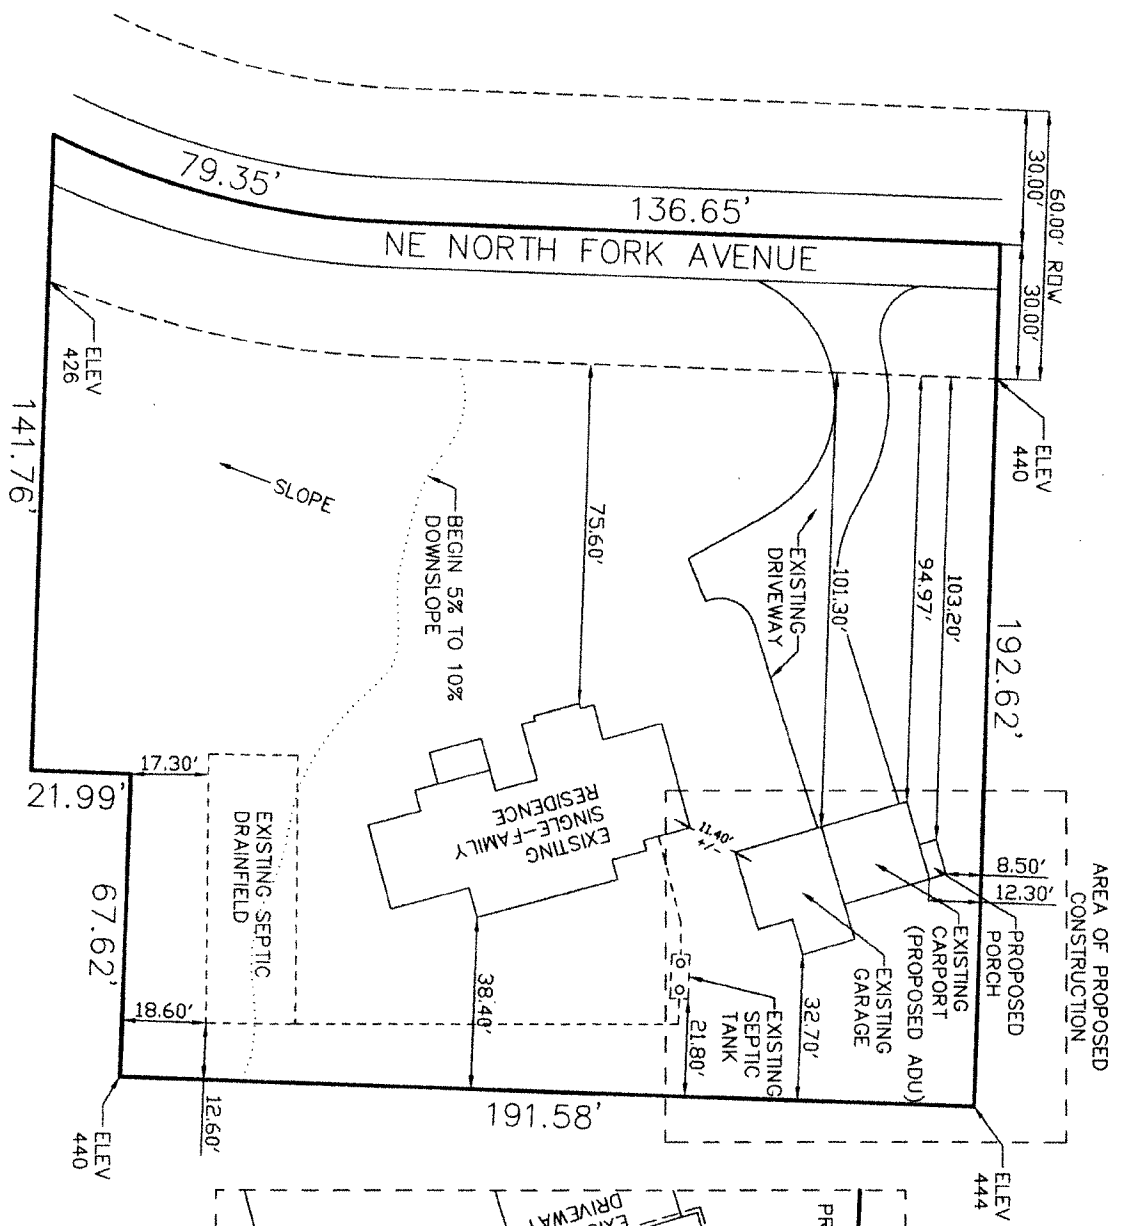 60.00' ROW
30.00'
30.00'
79.35'
136.65'
NE NORTH FORK AVENUE
ELEV
426
ELEV
440
141.76'
SLOPE
BEGIN 5% TO 10%
DOWNSLOPE
75.60'
EXISTING
DRIVEWAY
101.30'
94.97'
103.20'
192.62'
17.30'
21.99'
EXISTING SEPTIC
DRAINFIELD
EXISTING
SINGLE-FAMILY
RESIDENCE
11.40'
+/-
8.50'
12.30'
AREA OF PROPOSED
CONSTRUCTION
PROPOSED
PORCH
EXISTING
CARPORT
(PROPOSED ADU)
EXISTING
GARAGE
EXISTING
SEPTIC
TANK
32.70'
21.80'
38.40'
67.62'
18.60'
12.60'
191.58'
ELEV
440
ELEV
444
EXIS
DRIVEWAY
PR